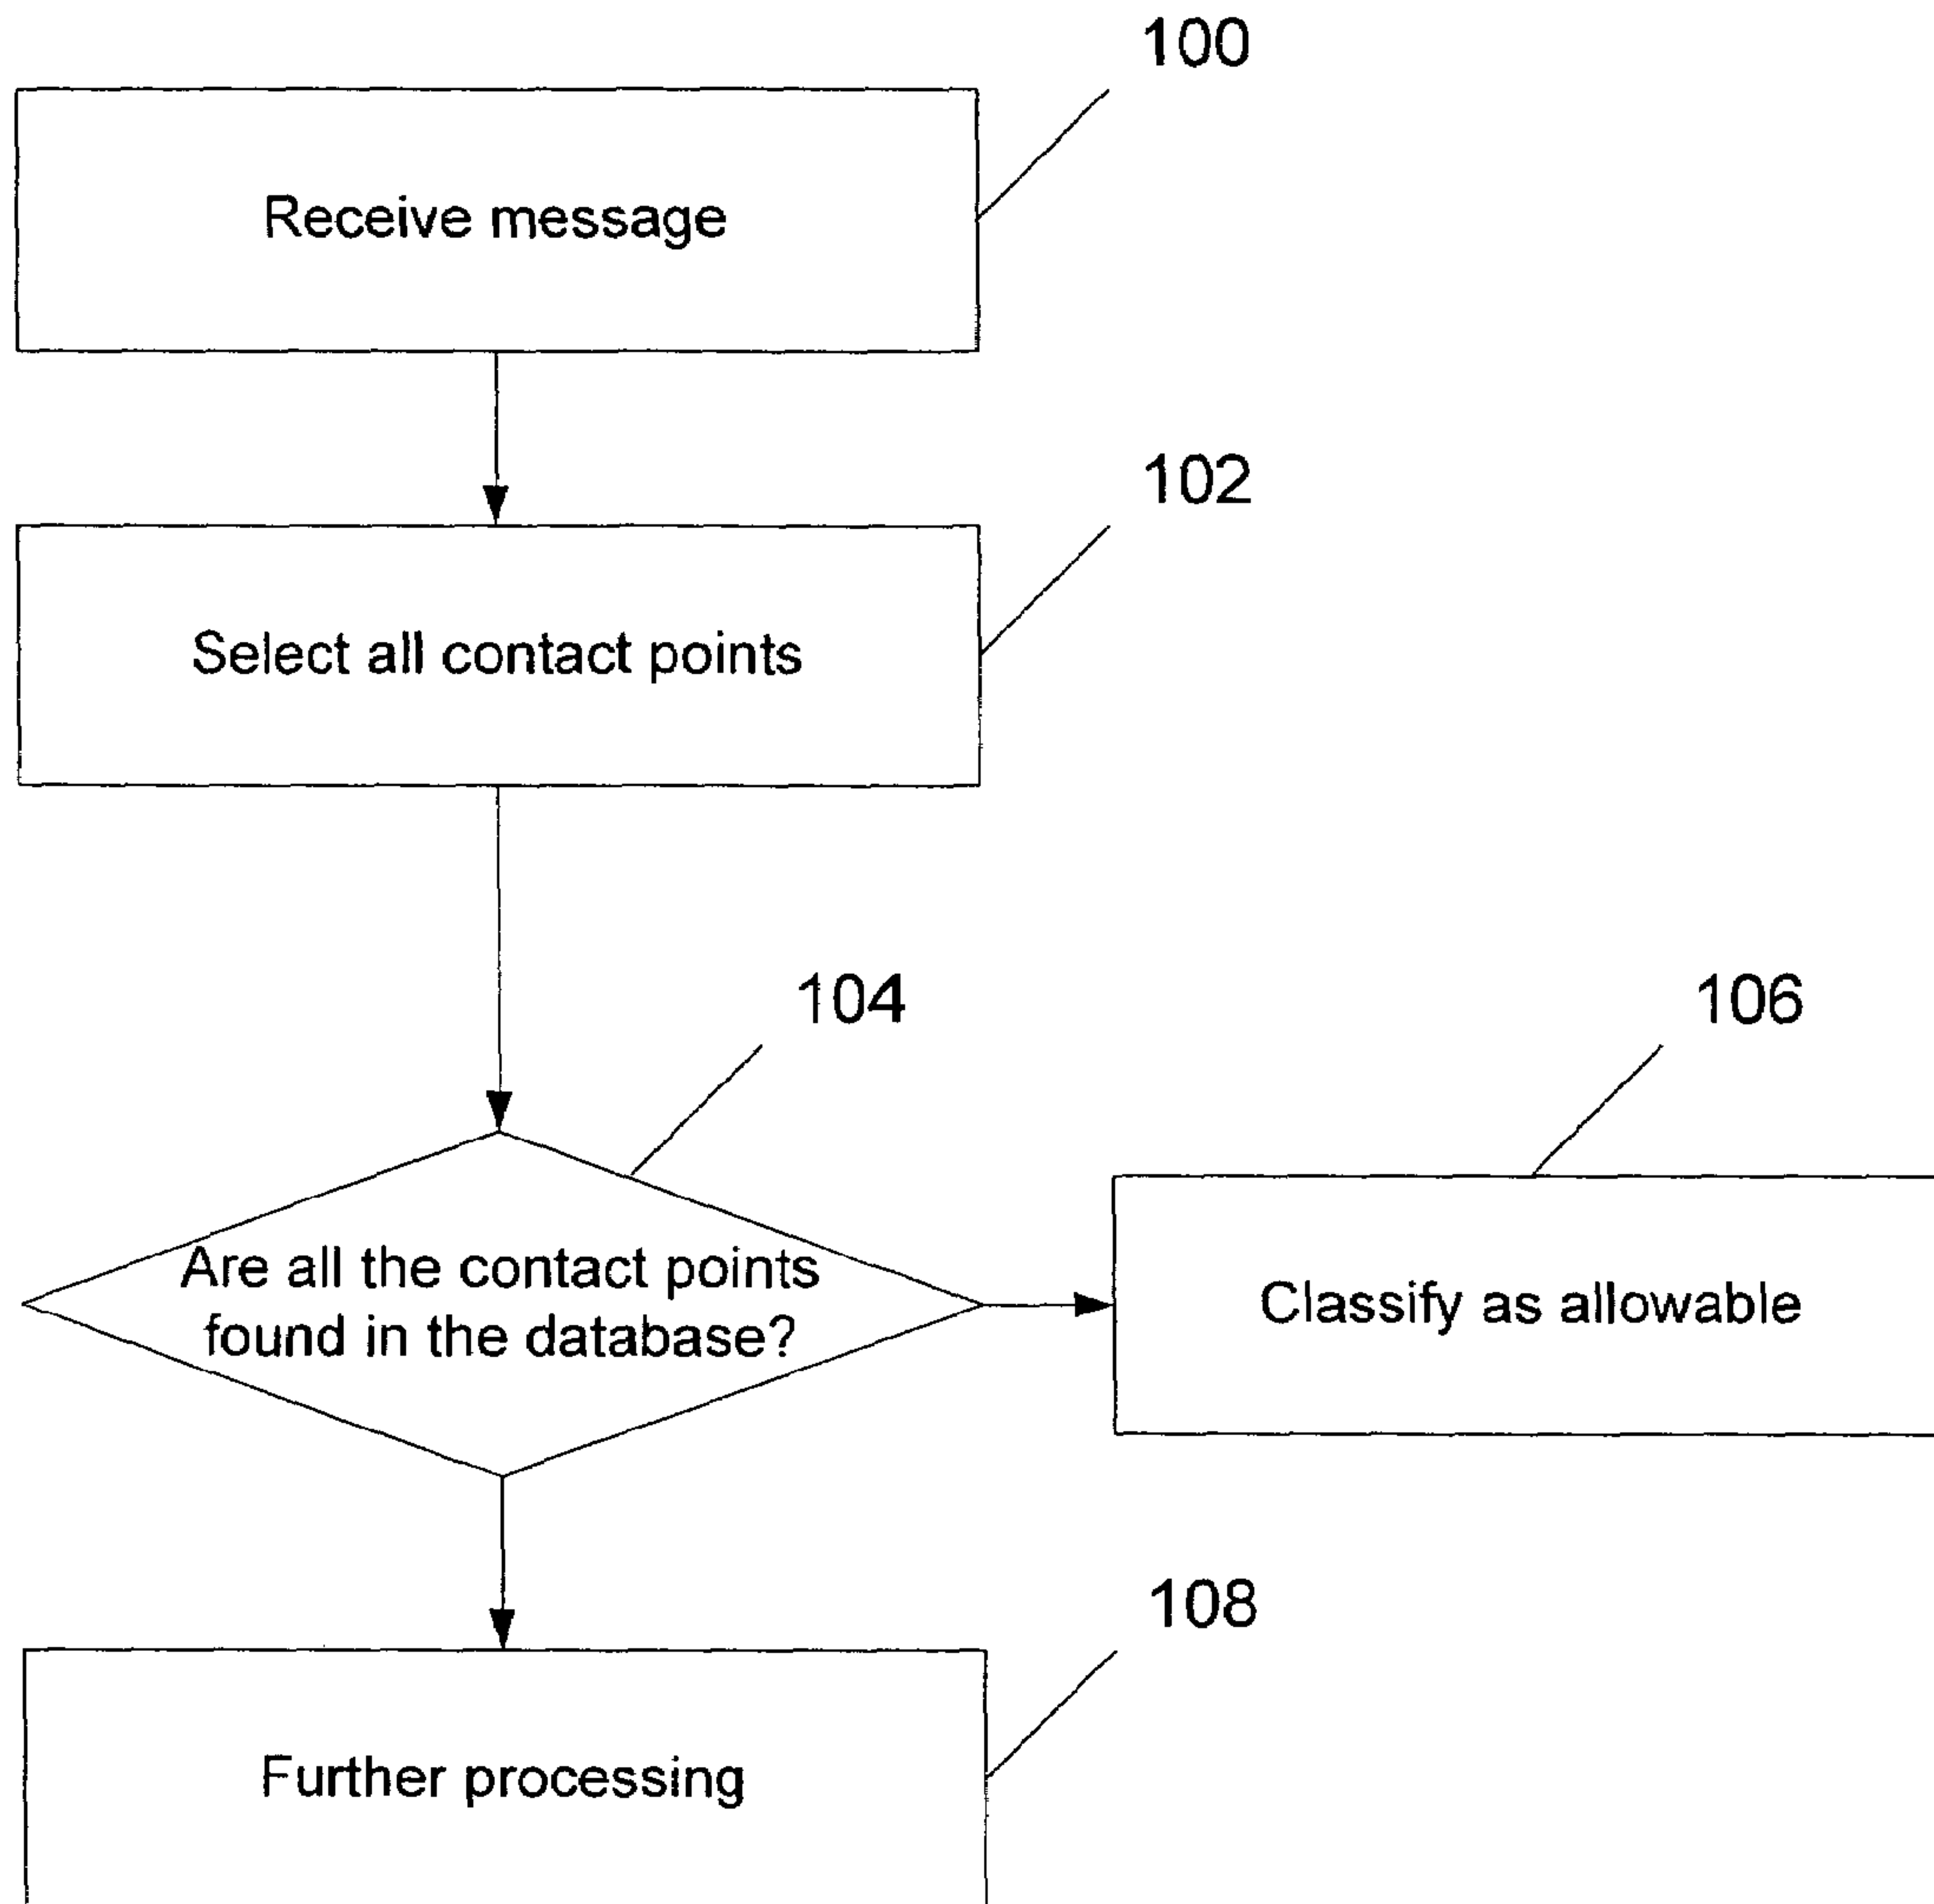 100
Receive message
102
Select all contact points
104
106
Are all the contact points
found in the database?
Classify as allowable
108
Further processing